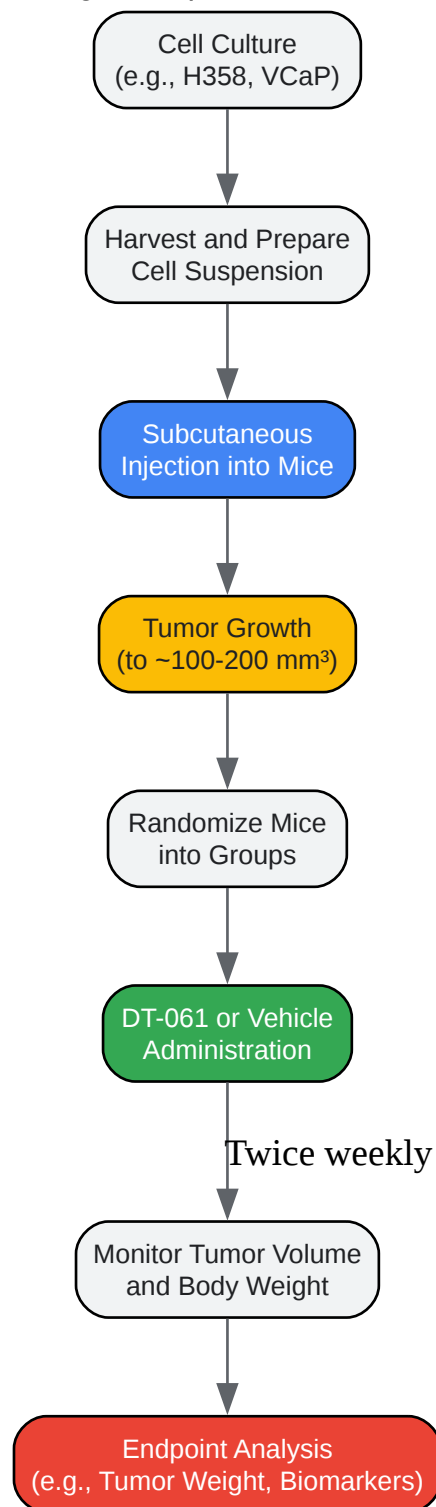 Cell Culture
(e.g., H358, VCaP)
Harvest and Prepare
Cell Suspension
Subcutaneous
Injection into Mice
Tumor Growth
(to ~100-200 mm³)
Randomize Mice
into Groups
DT-061 or Vehicle
Administration
Twice weekly
Monitor Tumor Volume
and Body Weight
Endpoint Analysis
(e.g., Tumor Weight, Biomarkers)